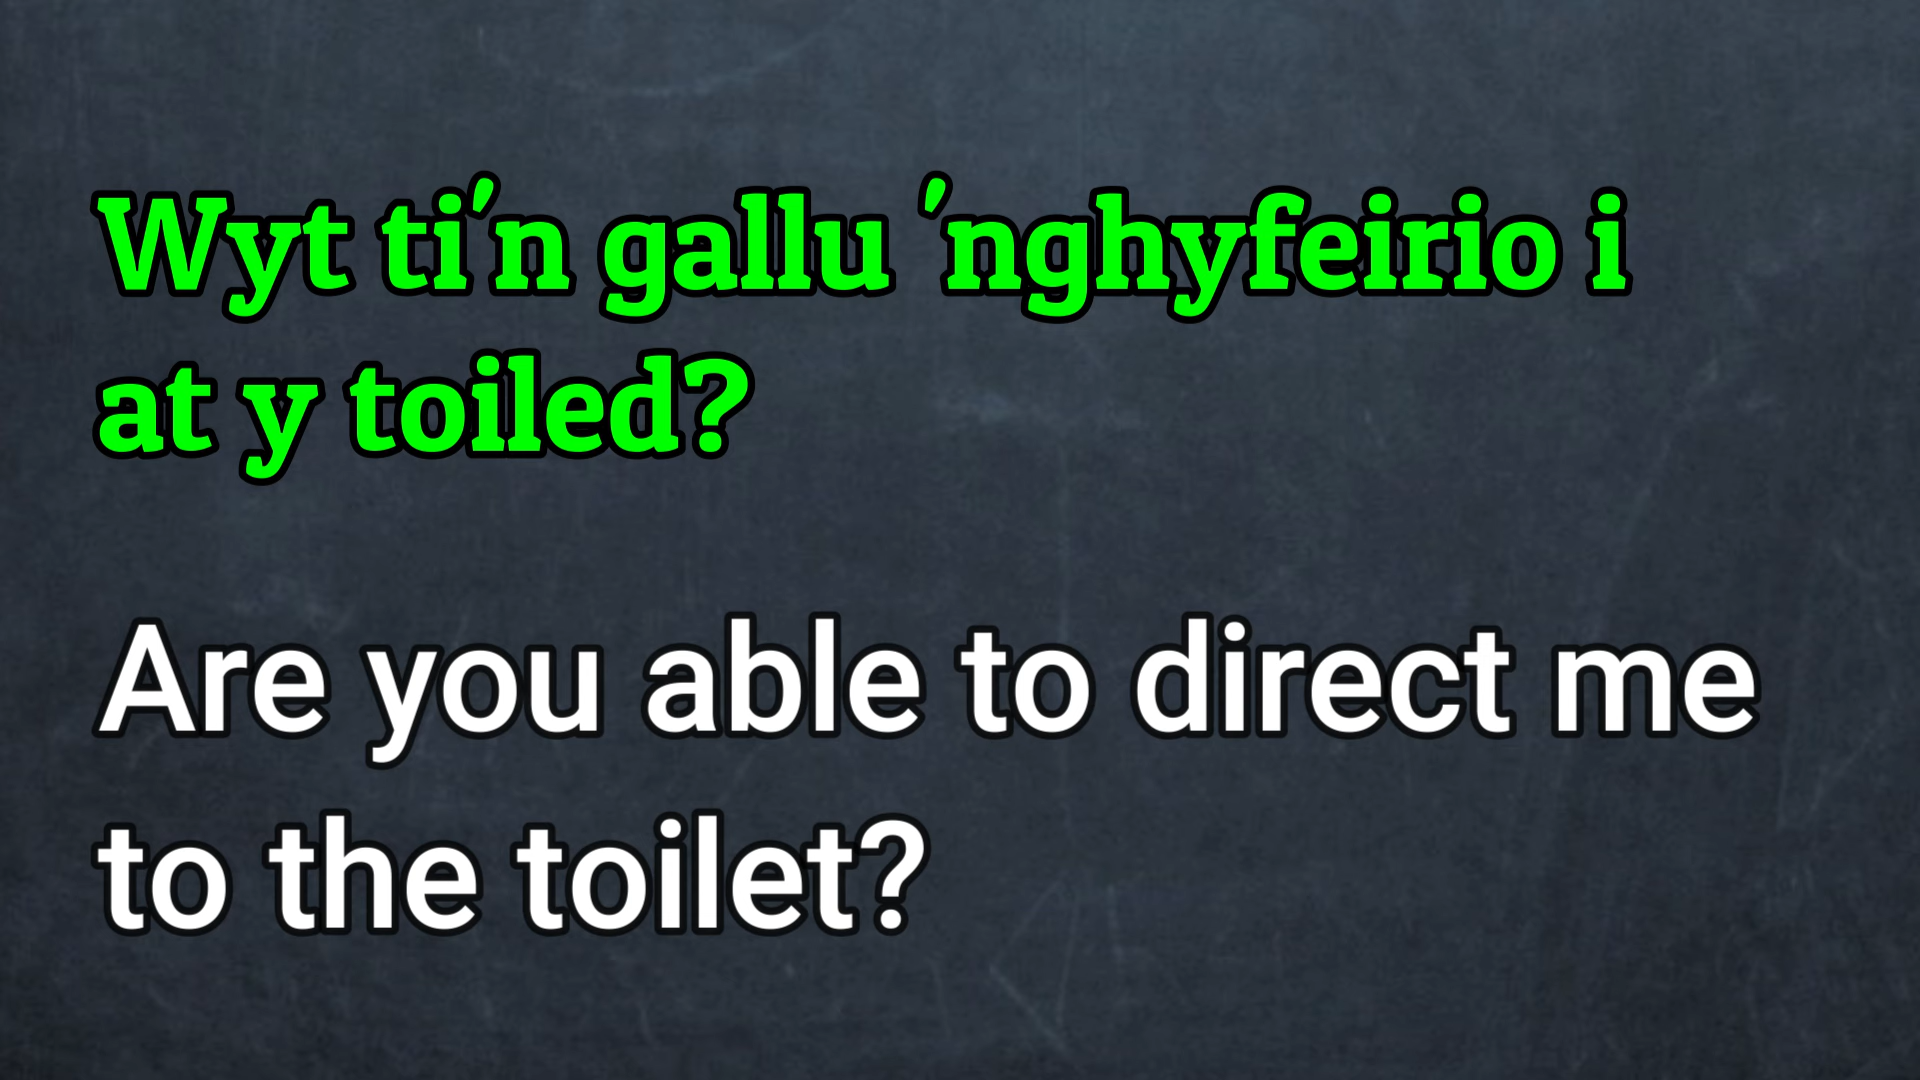 Wyt ti'n gallu 'nghyfeirio i
at y toiled?
Are you able to direct me
to the toilet?